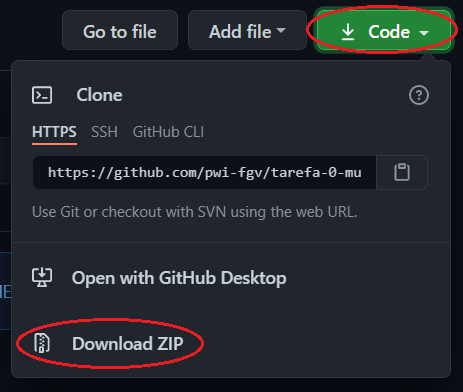 Go to file Add file Code
Clone
HTTPS SSH GitHub CLI
https://github.com/pwi-fgv/tarefa-0-mu
Use Git or checkout with SVN using the web URL.
Open with GitHub Desktop
Download ZIP